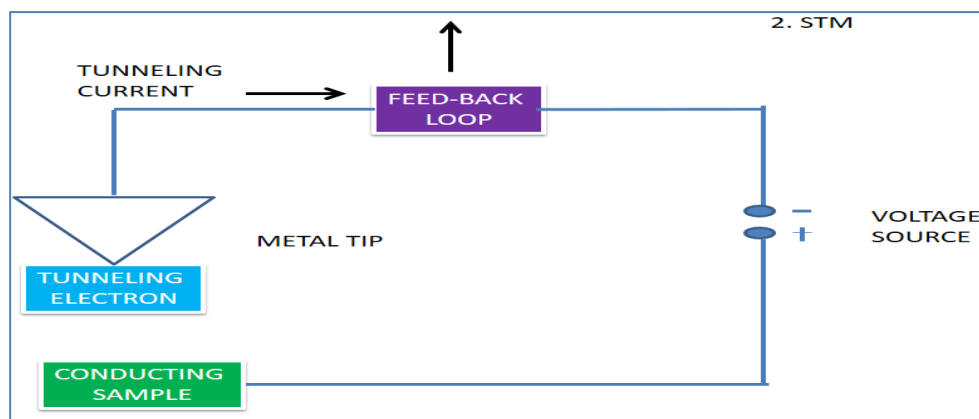 2. STM
TUNNELING
CURRENT
FEED-BACK
LOOP
METAL TIP
−
+
VOLTAGE
SOURCE
TUNNELING
ELECTRON
CONDUCTING
SAMPLE